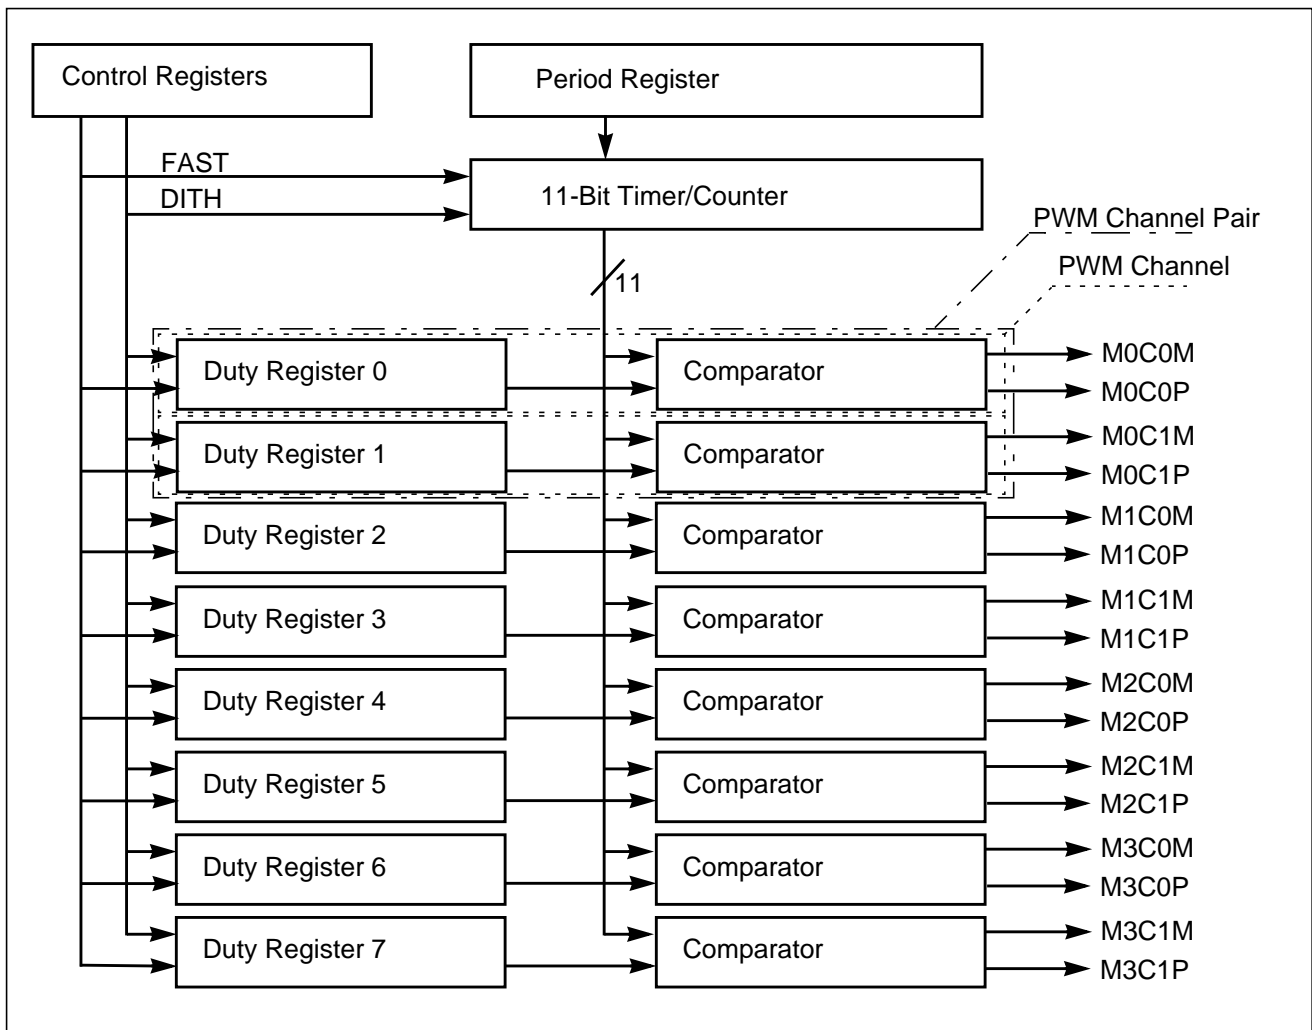 Control Registers
Period Register
FAST
DITH
11-Bit Timer/Counter
PWM Channel Pair
PWM Channel
11
Duty Register 0
Comparator
M0C0M
M0C0P
Duty Register 1
Comparator
M0C1M
M0C1P
Duty Register 2
Comparator
M1C0M
M1C0P
Duty Register 3
Comparator
M1C1M
M1C1P
Duty Register 4
Comparator
M2C0M
M2C0P
Duty Register 5
Comparator
M2C1M
M2C1P
Duty Register 6
Comparator
M3C0M
M3C0P
Duty Register 7
Comparator
M3C1M
M3C1P